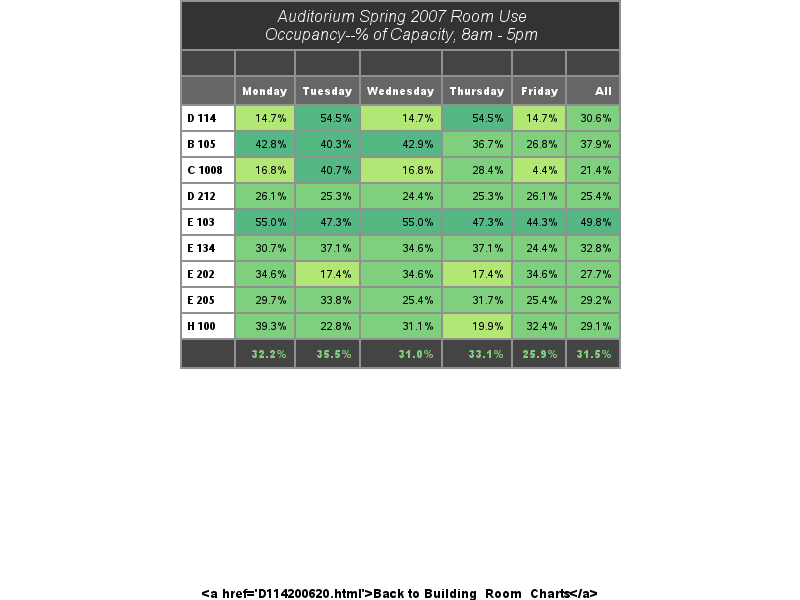 Auditorium Spring 2007 Room Use
Occupancy--% of Capacity, 8am - 5pm
Monday Tuesday Wednesday Thursday Friday All
D 114 14.7% 54.5% 14.7% 54.5% 14.7% 30.6%
B 105 42.8% 40.3% 42.9% 36.7% 26.8% 37.9%
C 1008 16.8% 40.7% 16.8% 28.4% 4.4% 21.4%
D 212 26.1% 25.3% 24.4% 25.3% 26.1% 25.4%
E 103 55.0% 47.3% 55.0% 47.3% 44.3% 49.8%
E 134 30.7% 37.1% 34.6% 37.1% 24.4% 32.8%
E 202 34.6% 17.4% 34.6% 17.4% 34.6% 27.7%
E 205 29.7% 33.8% 25.4% 31.7% 25.4% 29.2%
H 100 39.3% 22.8% 31.1% 19.9% 32.4% 29.1%
32.2% 35.5% 31.0% 33.1% 25.9% 31.5%
<a href='D114200620.html'>Back to Building_Room_Charts</a>